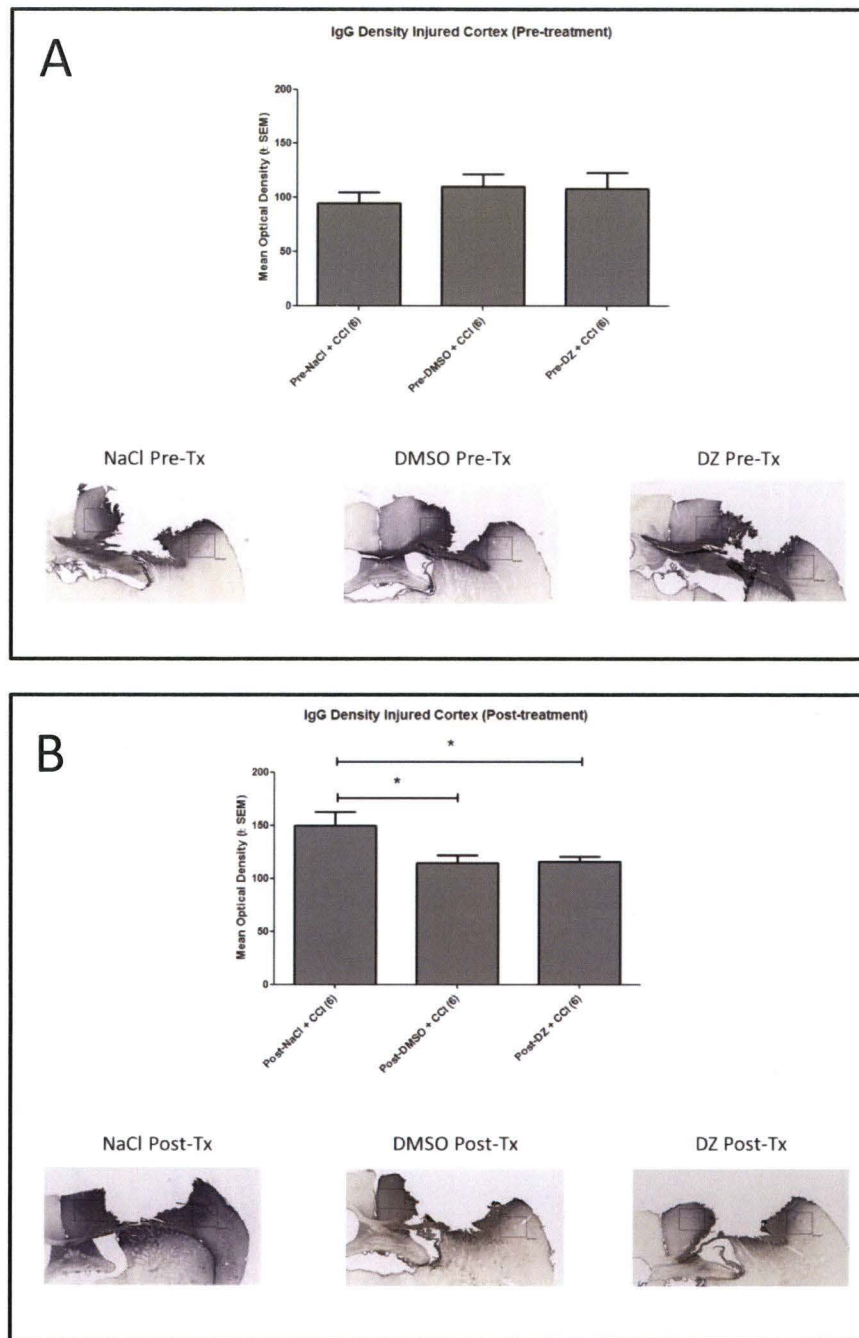 A
IgG Density Injured Cortex (Pre-treatment)
Mean Optical Density (± SEM)
200
150
100
50
0
Pre-NaCl + CCI (6)
Pre-DMSO + CCI (6)
Pre-DZ + CCI (6)
NaCl Pre-Tx
DMSO Pre-Tx
DZ Pre-Tx
B
IgG Density Injured Cortex (Post-treatment)
*
*
Mean Optical Density (± SEM)
200
150
100
50
0
Post-NaCl + CCI (6)
Post-DMSO + CCI (6)
Post-DZ + CCI (6)
NaCl Post-Tx
DMSO Post-Tx
DZ Post-Tx